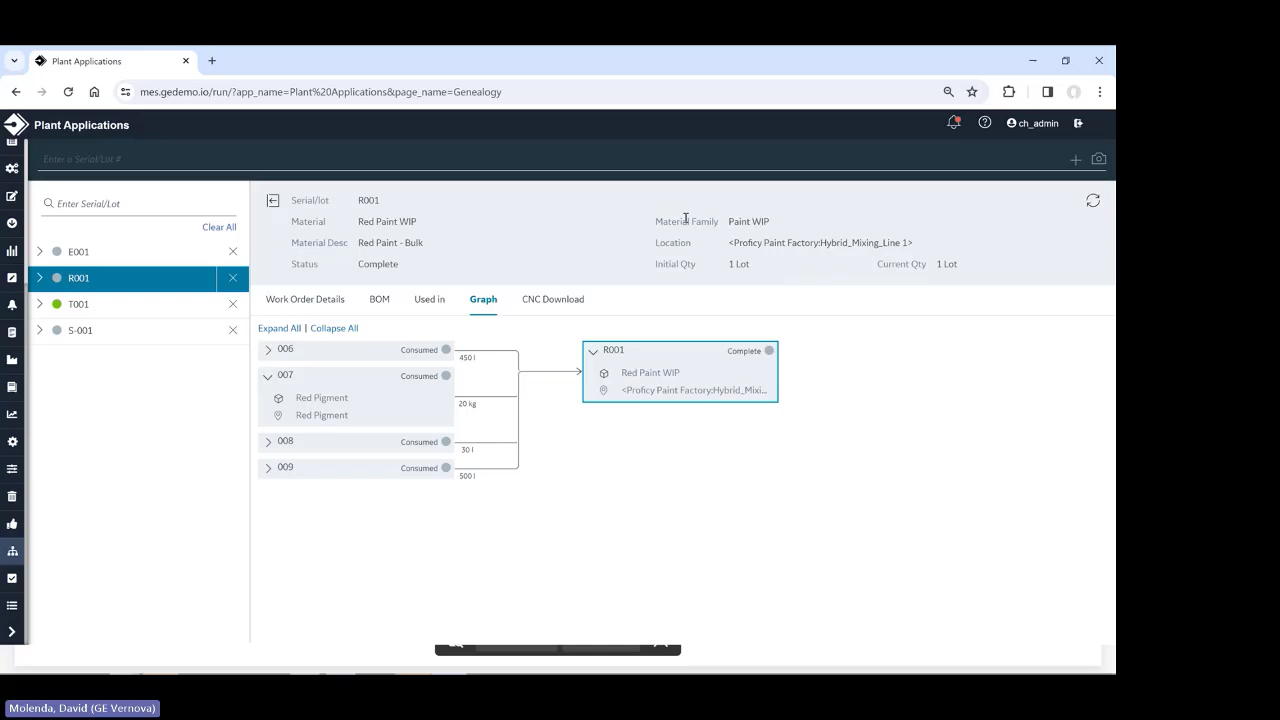 Plant Applications
mes.gedemo.io/run/?app_name=Plant%20Applications&page_name=Genealogy
Plant Applications
ch_admin
Enter a Serial/Lot #
Enter Serial/Lot
Clear All
E001
R001
T001
S-001
Serial/lot R001
Material Red Paint WIP Material Family Paint WIP
Material Desc Red Paint - Bulk Location <Proficy Paint Factory:Hybrid_Mixing_Line 1>
Status Complete Initial Qty 1 Lot Current Qty 1 Lot
Work Order Details BOM Used in Graph CNC Download
Expand All | Collapse All
006 Consumed
450 l
007 Consumed
Red Pigment
Red Pigment
20 kg
008 Consumed
30 l
009 Consumed
500 l
R001 Complete
Red Paint WIP
<Proficy Paint Factory:Hybrid_Mixi...
Molenda, David (GE Vernova)